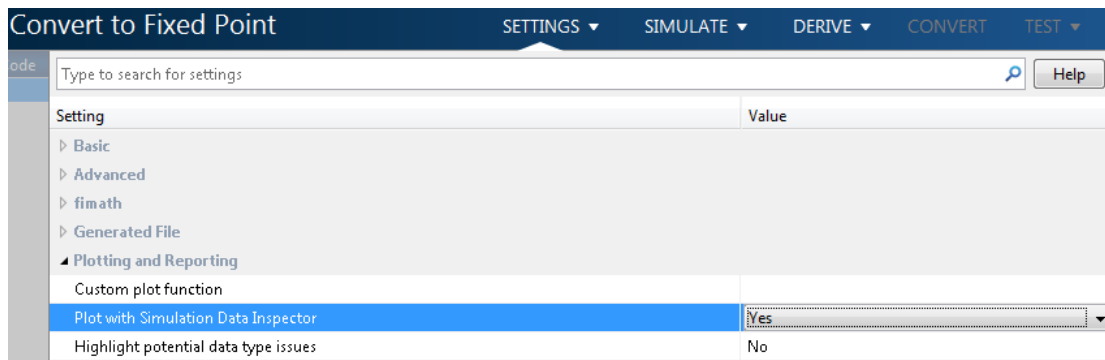 Convert to Fixed Point SETTINGS SIMULATE DERIVE CONVERT TEST
ode Type to search for settings Help
Setting Value
Basic
Advanced
fimath
Generated File
Plotting and Reporting
Custom plot function
Plot with Simulation Data Inspector Yes
Highlight potential data type issues No